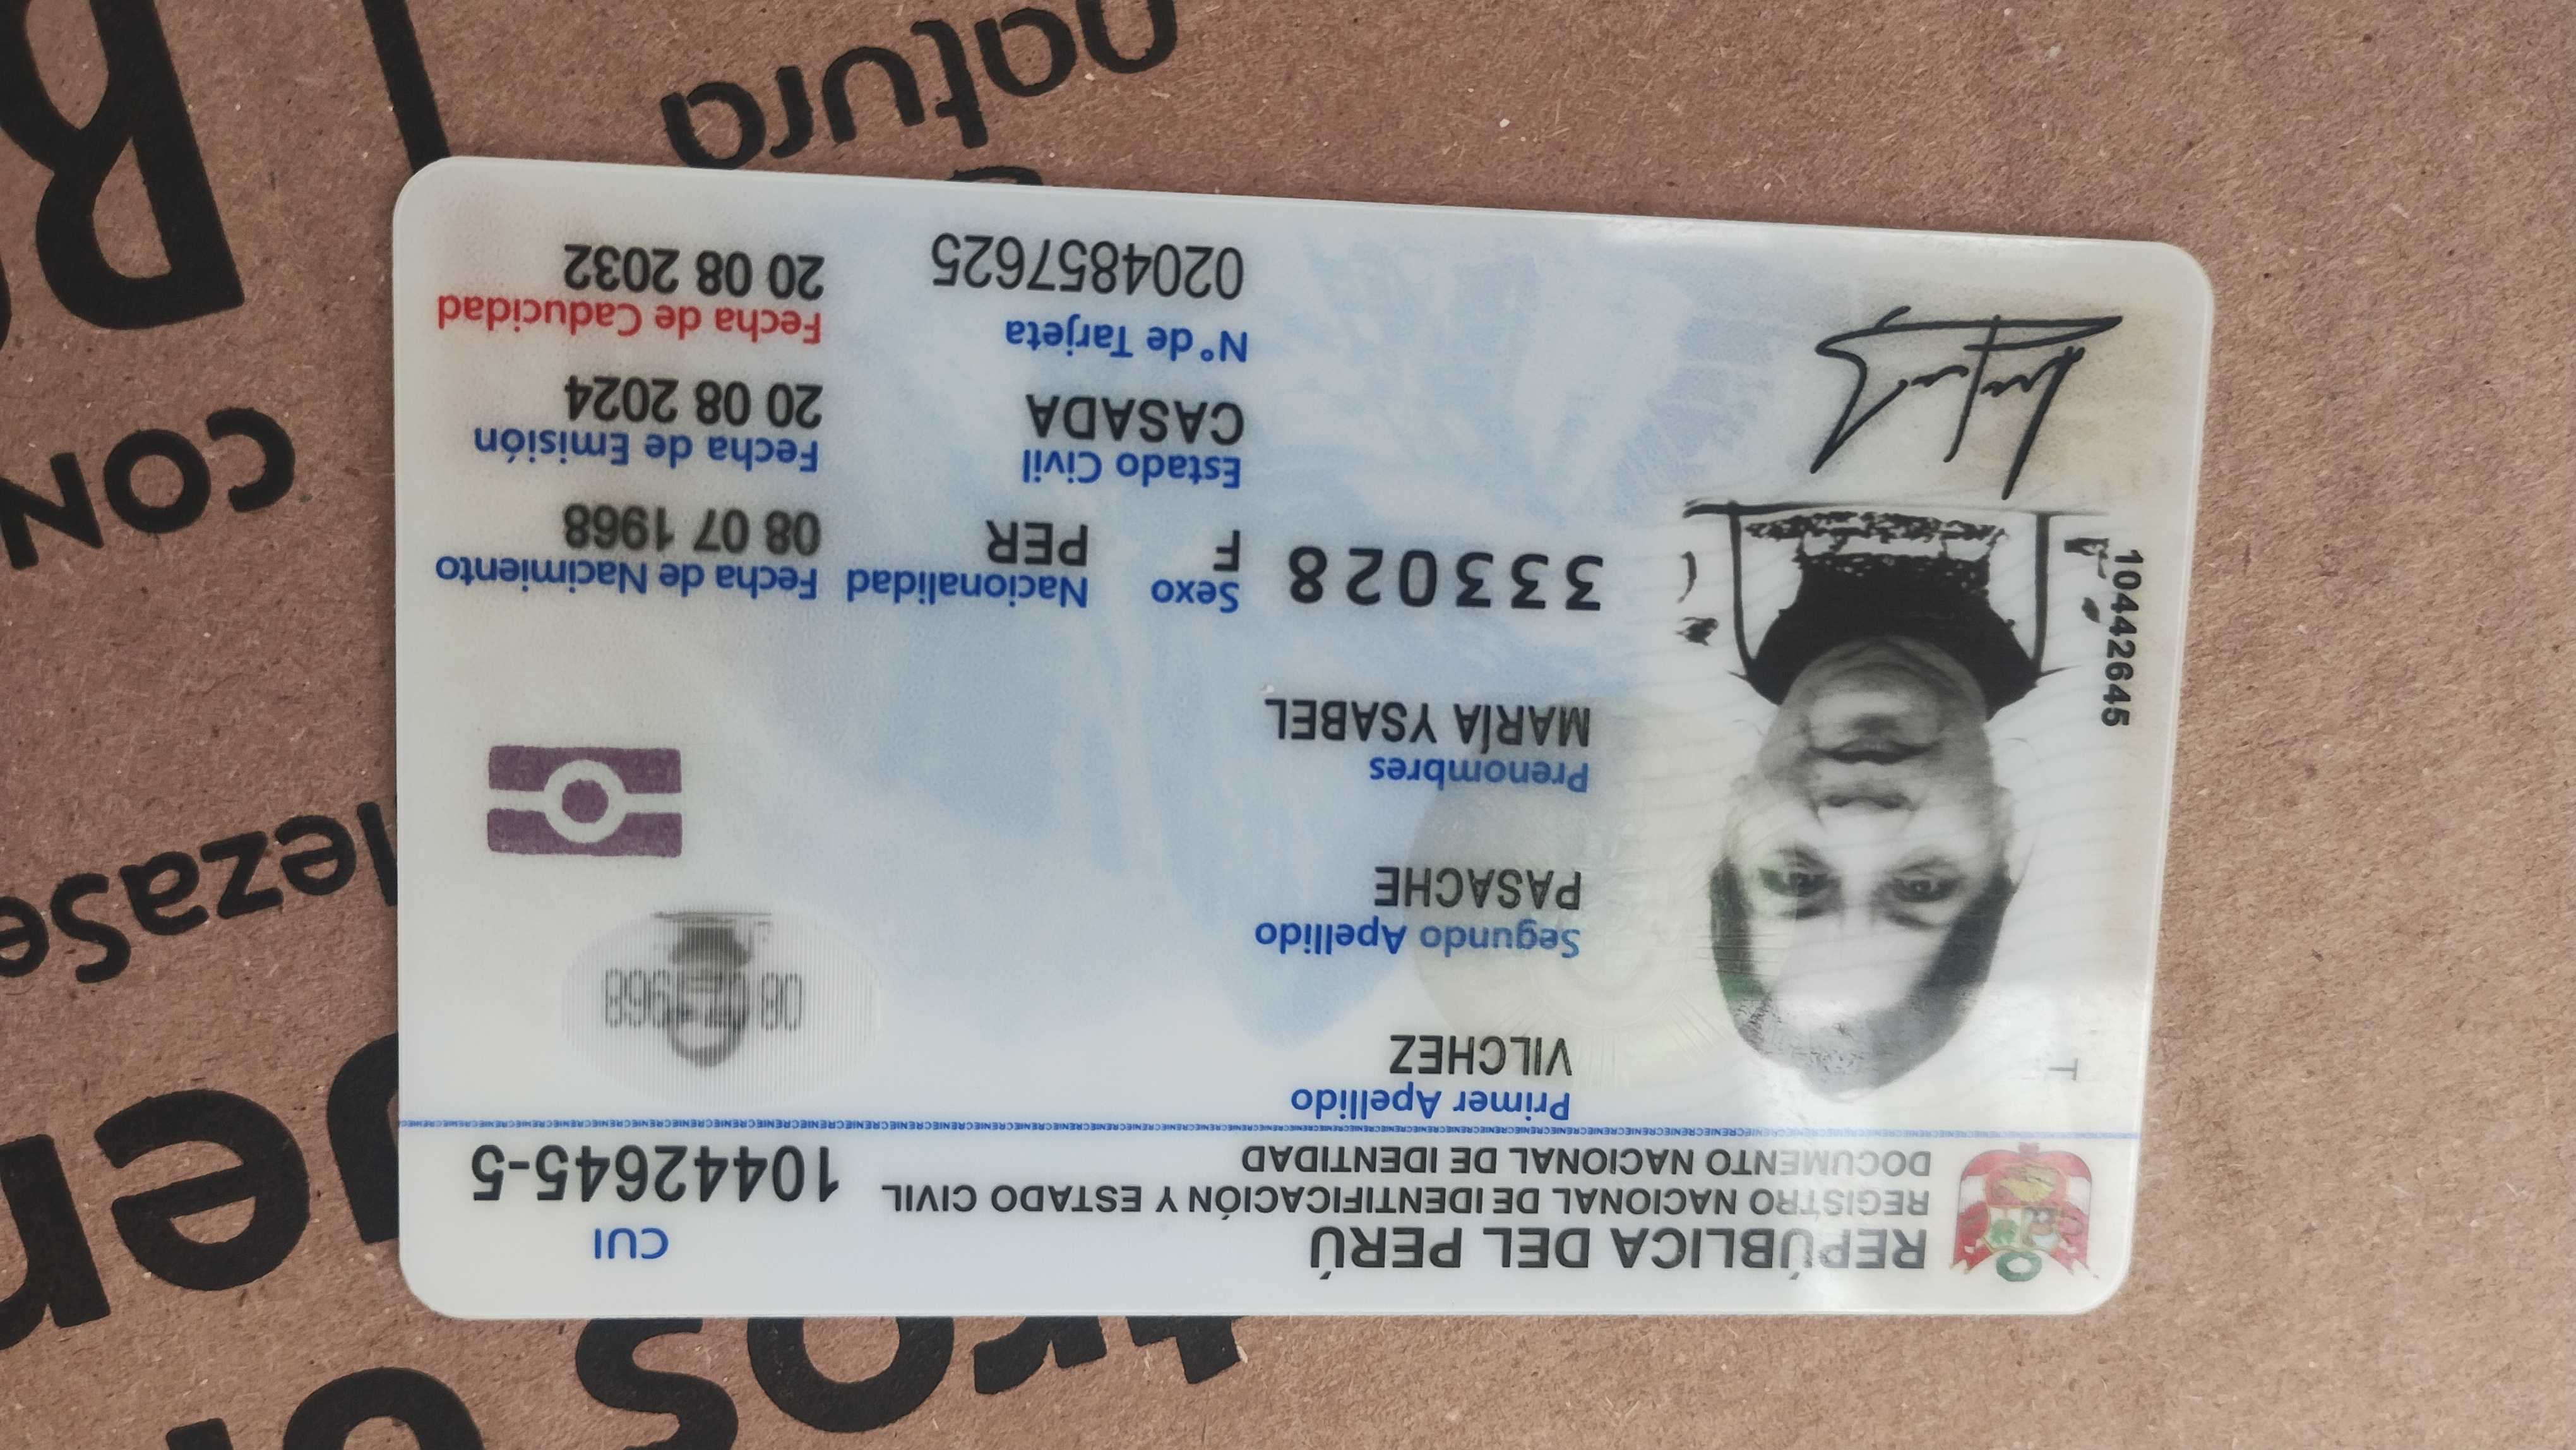 REPÚBLICA DEL PERÚ
REGISTRO NACIONAL DE IDENTIFICACIÓN Y ESTADO CIVIL
DOCUMENTO NACIONAL DE IDENTIDAD
CUI
10442645-5
Primer Apellido
VILCHEZ
Segundo Apellido
PASACHE
Prenombres
MARÍA YSABEL
333028
Sexo Nacionalidad Fecha de Nacimiento
F PER 08 07 1968
Estado Civil Fecha de Emisión
CASADA 20 08 2024
N° de Tarjeta Fecha de Caducidad
0204857625 20 08 2032
10442645
natura
con